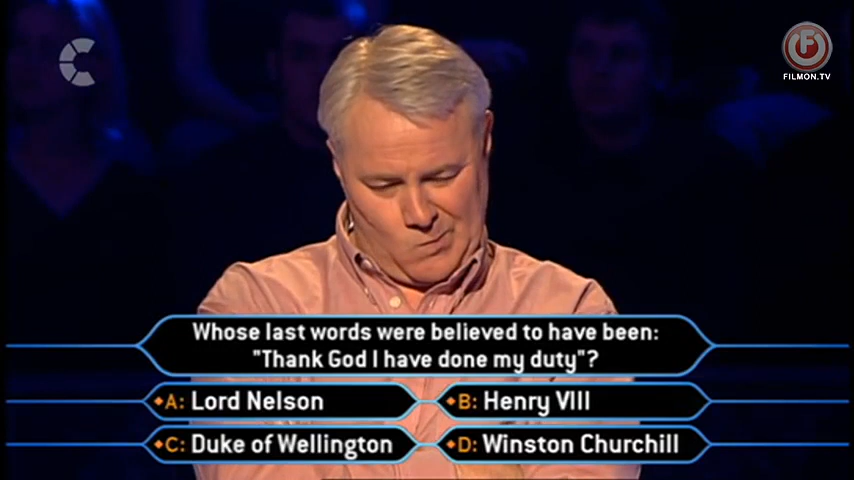 FILMON.TV
Whose last words were believed to have been:
"Thank God I have done my duty"?
A: Lord Nelson
B: Henry VIII
C: Duke of Wellington
D: Winston Churchill